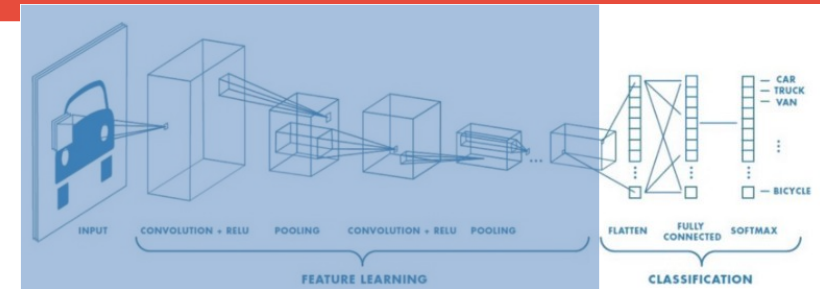 CAR
TRUCK
VAN
BICYCLE
INPUT CONVOLUTION + RELU POOLING CONVOLUTION + RELU POOLING FLATTEN FULLY CONNECTED SOFTMAX
FEATURE LEARNING CLASSIFICATION